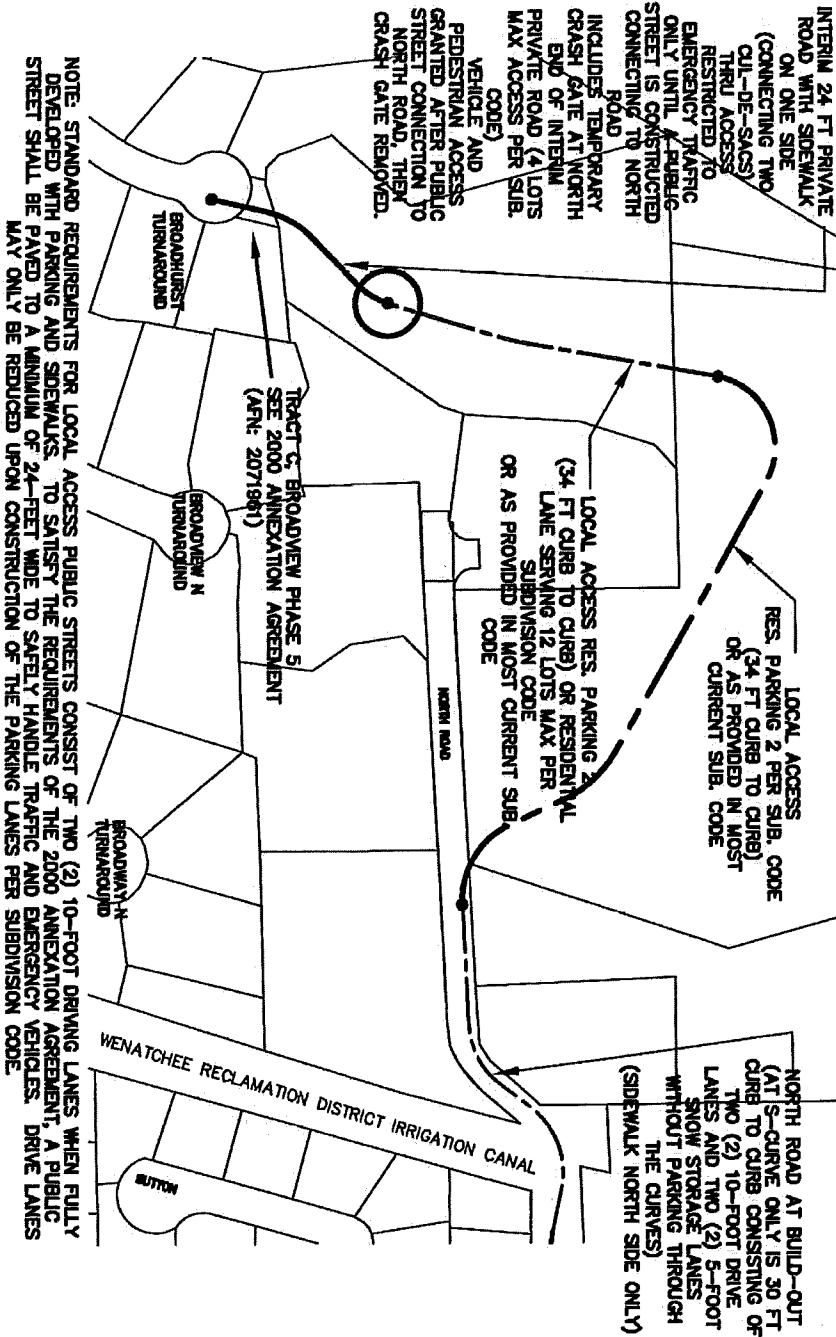 INTERIM 24 FT PRIVATE
ROAD WITH SIDEWALK
ON ONE SIDE
(CONNECTING TWO
CUL-DE-SACS)
THRU ACCESS
RESTRICTED TO
EMERGENCY TRAFFIC
ONLY UNTIL A PUBLIC
STREET IS CONSTRUCTED
CONNECTING TO NORTH
ROAD
INCLUDES TEMPORARY
CRASH GATE AT NORTH
END OF INTERIM
PRIVATE ROAD (4 LOTS
MAX ACCESS PER SUB.
CODE)
VEHICLE AND
PEDESTRIAN ACCESS
GRANTED AFTER PUBLIC
STREET CONNECTION TO
NORTH ROAD, THEN
CRASH GATE REMOVED.
LOCAL ACCESS
RES. PARKING 2 PER SUB. CODE
(34 FT CURB TO CURB)
OR AS PROVIDED IN MOST
CURRENT SUB. CODE
NORTH ROAD AT BUILD-OUT
(AT S-CURVE ONLY IS 30 FT
CURB TO CURB CONSISTING OF
TWO (2) 10-FOOT DRIVE
LANES AND TWO (2) 5-FOOT
SNOW STORAGE LANES
WITHOUT PARKING THROUGH
THE CURVES)
(SIDEWALK NORTH SIDE ONLY)
LOCAL ACCESS RES. PARKING 2
(34 FT CURB TO CURB) OR RESIDENTIAL
LANE SERVING 12 LOTS MAX PER
SUBDIVISION CODE
OR AS PROVIDED IN MOST CURRENT SUB.
CODE
NORTH ROAD
TRACT C, BROADVIEW PHASE 5
SEE 2000 ANNEXATION AGREEMENT
(AFN: 2071961)
BROADHURST
TURNAROUND
BROADVIEW N
TURNAROUND
BROADWAY N
TURNAROUND
WENATCHEE RECLAMATION DISTRICT IRRIGATION CANAL
SUTTON
NOTE: STANDARD REQUIREMENTS FOR LOCAL ACCESS PUBLIC STREETS CONSIST OF TWO (2) 10-FOOT DRIVING LANES WHEN FULLY
DEVELOPED WITH PARKING AND SIDEWALKS. TO SATISFY THE REQUIREMENTS OF THE 2000 ANNEXATION AGREEMENT, A PUBLIC
STREET SHALL BE PAVED TO A MINIMUM OF 24-FEET WIDE TO SAFELY HANDLE TRAFFIC AND EMERGENCY VEHICLES. DRIVE LANES
MAY ONLY BE REDUCED UPON CONSTRUCTION OF THE PARKING LANES PER SUBDIVISION CODE.